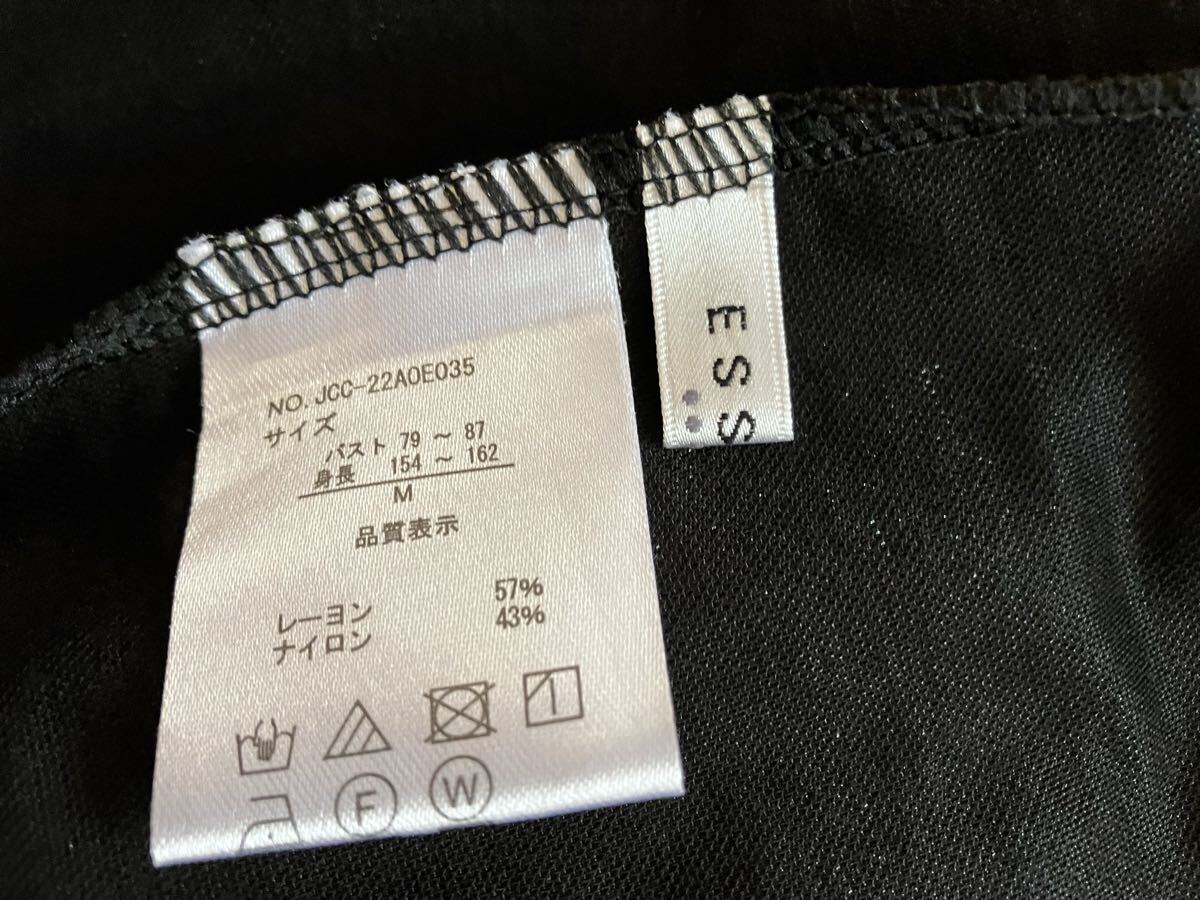 NO. JCC-22A0E035
サイズ
バスト 79 ～ 87
身長 154 ～ 162
M
品質表示
レーヨン 57%
ナイロン 43%
F W
E S S